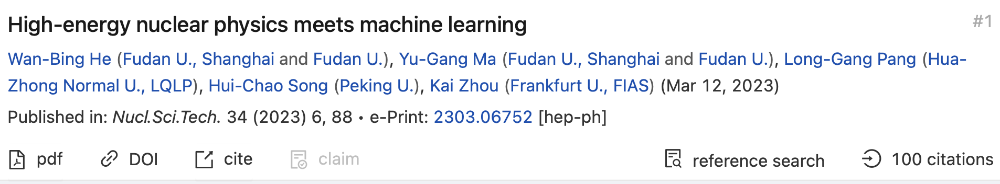 High-energy nuclear physics meets machine learning
#1
Wan-Bing He (Fudan U., Shanghai and Fudan U.), Yu-Gang Ma (Fudan U., Shanghai and Fudan U.), Long-Gang Pang (Hua-
Zhong Normal U., LQLP), Hui-Chao Song (Peking U.), Kai Zhou (Frankfurt U., FIAS) (Mar 12, 2023)
Published in: Nucl.Sci.Tech. 34 (2023) 6, 88 • e-Print: 2303.06752 [hep-ph]
pdf DOI cite claim reference search 100 citations